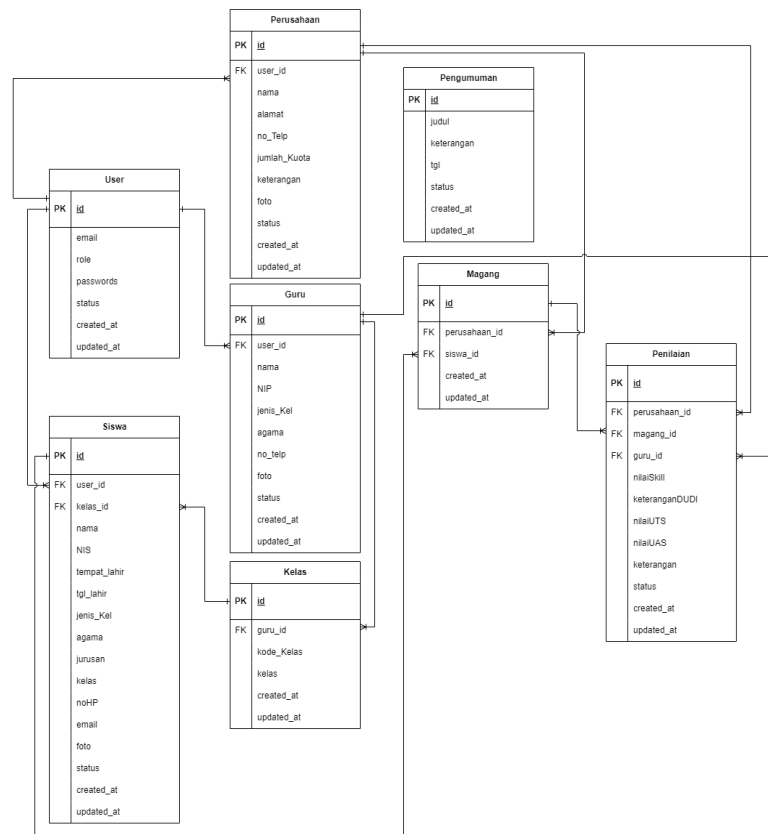 Perusahaan
PK id
FK user_id
nama
alamat
no_Telp
jumlah_Kuota
keterangan
foto
status
created_at
updated_at
Pengumuman
PK id
judul
keterangan
tgl
status
created_at
updated_at
User
PK id
email
role
passwords
status
created_at
updated_at
Guru
PK id
FK user_id
nama
NIP
jenis_Kel
agama
no_telp
foto
status
created_at
updated_at
Magang
PK id
FK perusahaan_id
FK siswa_id
created_at
updated_at
Penilaian
PK id
FK perusahaan_id
FK magang_id
FK guru_id
nilaiSkill
keteranganDUDI
nilaiUTS
nilaiUAS
keterangan
status
created_at
updated_at
Siswa
PK id
FK user_id
FK kelas_id
nama
NIS
tempat_lahir
tgl_lahir
jenis_Kel
agama
jurusan
kelas
noHP
email
foto
status
created_at
updated_at
Kelas
PK id
FK guru_id
kode_Kelas
kelas
created_at
updated_at